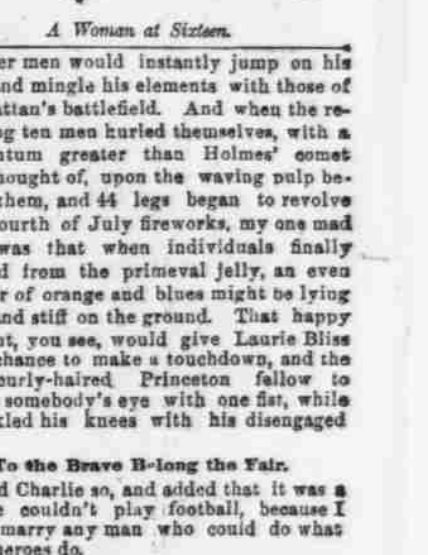 A Woman at Sixteen.
er men would instantly jump on his
nd mingle his elements with those of
attan's battlefield. And when the re-
ng ten men hurled themselves, with a
ntum greater than Holmes' comet
hought of, upon the waving pulp be-
them, and 44 legs began to revolve
ourth of July fireworks, my one mad
was that when individuals finally
d from the primeval jelly, an even
r of orange and blues might be lying
and stiff on the ground. That happy
nt, you see, would give Laurie Bliss
chance to make a touchdown, and the
curly-haired Princeton fellow to
somebody's eye with one fist, while
kled his knees with his disengaged
To the Brave B-long the Fair.
d Charlie so, and added that it was a
e couldn't play football, because I
marry any man who could do what
heroes do.